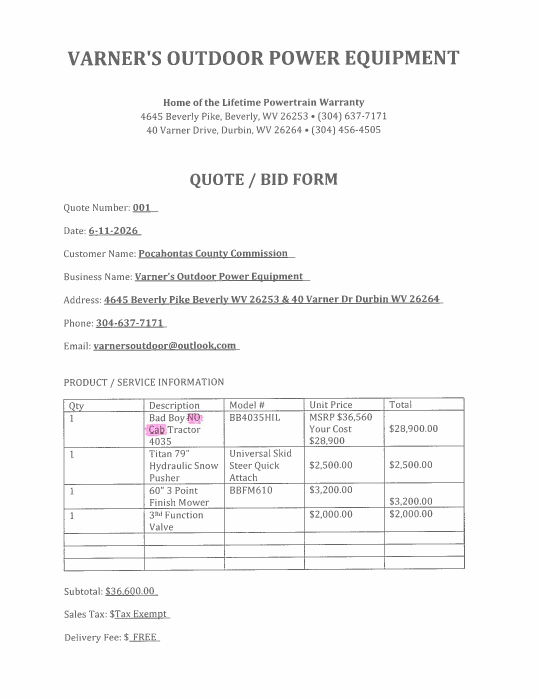 VARNER'S OUTDOOR POWER EQUIPMENT
Home of the Lifetime Powertrain Warranty
4645 Beverly Pike, Beverly, WV 26253 • (304) 637-7171
40 Varner Drive, Durbin, WV 26264 • (304) 456-4505
QUOTE / BID FORM
Quote Number: 001
Date: 6-11-2026
Customer Name: Pocahontas County Commission
Business Name: Varner's Outdoor Power Equipment
Address: 4645 Beverly Pike Beverly WV 26253 & 40 Varner Dr Durbin WV 26264
Phone: 304-637-7171
Email: varnersoutdoor@outlook.com
PRODUCT / SERVICE INFORMATION
Qty Description Model # Unit Price Total
1 Bad Boy NO BB4035HIL MSRP $36,560
Cab Tractor Your Cost $28,900.00
4035 $28,900
1 Titan 79" Universal Skid
Hydraulic Snow Steer Quick $2,500.00 $2,500.00
Pusher Attach
1 60" 3 Point BBFM610 $3,200.00
Finish Mower $3,200.00
1 3rd Function $2,000.00 $2,000.00
Valve
Subtotal: $36,600.00
Sales Tax: $Tax Exempt
Delivery Fee: $ FREE